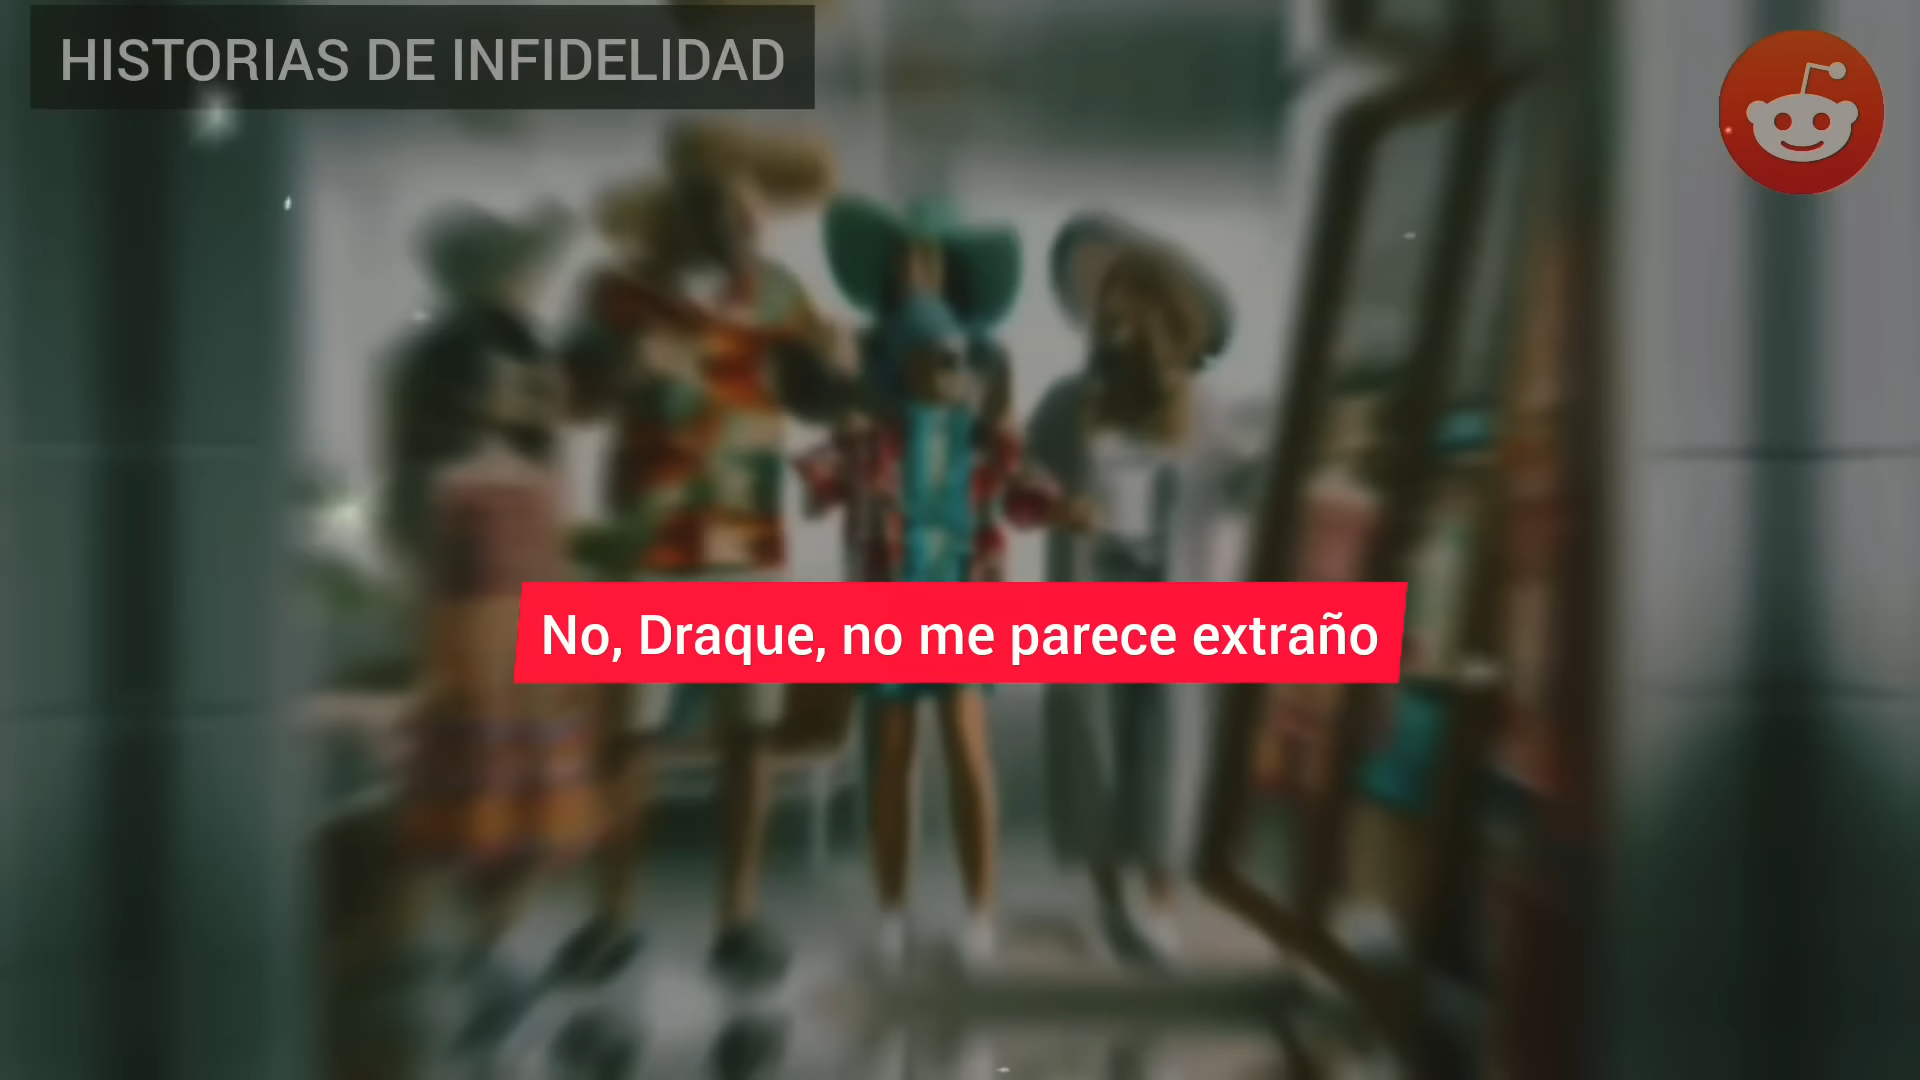 HISTORIAS DE INFIDELIDAD
No, Draque, no me parece extraño